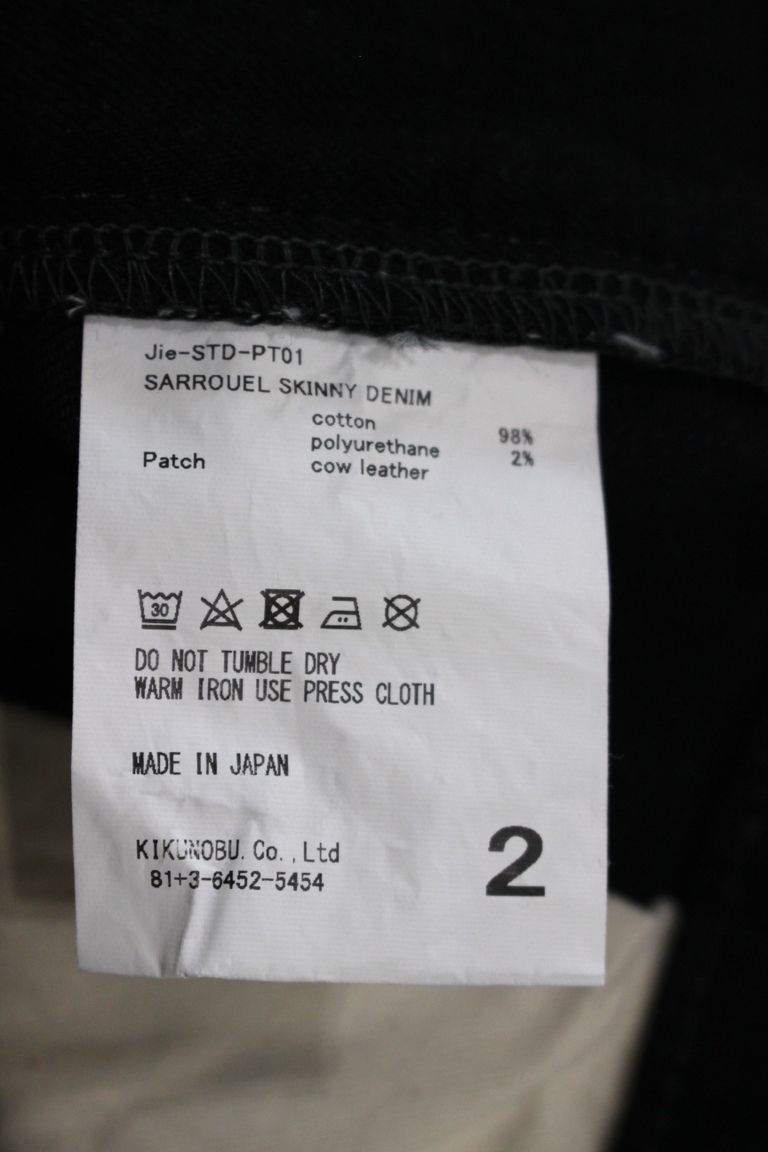 Jie-STD-PT01
SARROUEL SKINNY DENIM
cotton 98%
polyurethane 2%
Patch cow leather
30
DO NOT TUMBLE DRY
WARM IRON USE PRESS CLOTH
MADE IN JAPAN
KIKUNOBU. Co. ,Ltd
81+3-6452-5454
2